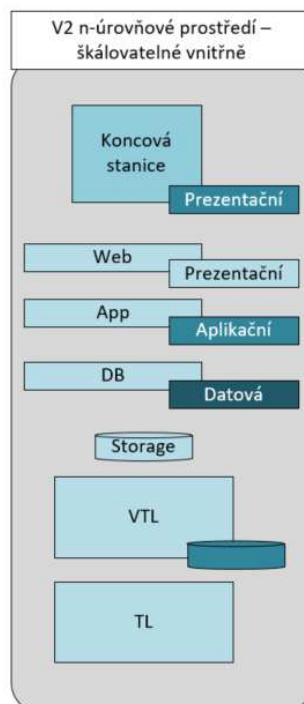 V2 n-úrovňové prostředí –
škálovatelné vnitřně
Koncová
stanice
Prezentační
Web
Prezentační
App
Aplikační
DB
Datová
Storage
VTL
TL